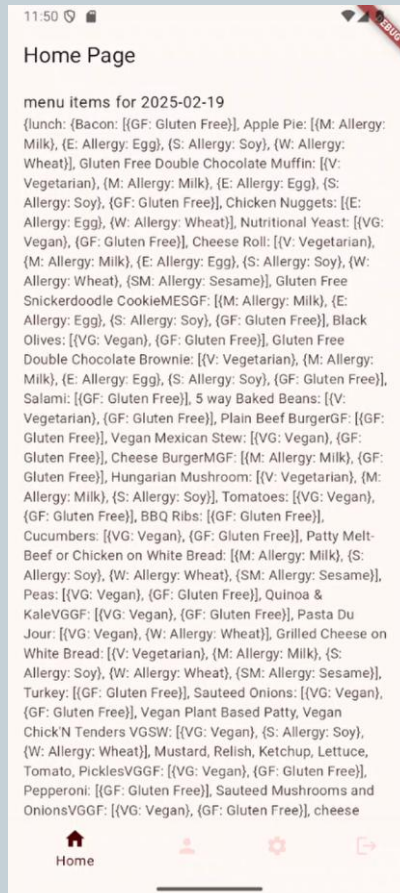 11:50
DEBUG
Home Page
menu items for 2025-02-19
{lunch: {Bacon: [{GF: Gluten Free}], Apple Pie: [{M: Allergy:
Milk}, {E: Allergy: Egg}, {S: Allergy: Soy}, {W: Allergy:
Wheat}], Gluten Free Double Chocolate Muffin: [{V:
Vegetarian}, {M: Allergy: Milk}, {E: Allergy: Egg}, {S:
Allergy: Soy}, {GF: Gluten Free}], Chicken Nuggets: [{E:
Allergy: Egg}, {W: Allergy: Wheat}], Nutritional Yeast: [{VG:
Vegan}, {GF: Gluten Free}], Cheese Roll: [{V: Vegetarian},
{M: Allergy: Milk}, {E: Allergy: Egg}, {S: Allergy: Soy}, {W:
Allergy: Wheat}, {SM: Allergy: Sesame}], Gluten Free
Snickerdoodle CookieMESGF: [{M: Allergy: Milk}, {E:
Allergy: Egg}, {S: Allergy: Soy}, {GF: Gluten Free}], Black
Olives: [{VG: Vegan}, {GF: Gluten Free}], Gluten Free
Double Chocolate Brownie: [{V: Vegetarian}, {M: Allergy:
Milk}, {E: Allergy: Egg}, {S: Allergy: Soy}, {GF: Gluten Free}],
Salami: [{GF: Gluten Free}], 5 way Baked Beans: [{V:
Vegetarian}, {GF: Gluten Free}], Plain Beef BurgerGF: [{GF:
Gluten Free}], Vegan Mexican Stew: [{VG: Vegan}, {GF:
Gluten Free}], Cheese BurgerMGF: [{M: Allergy: Milk}, {GF:
Gluten Free}], Hungarian Mushroom: [{V: Vegetarian}, {M:
Allergy: Milk}, {S: Allergy: Soy}], Tomatoes: [{VG: Vegan},
{GF: Gluten Free}], BBQ Ribs: [{GF: Gluten Free}],
Cucumbers: [{VG: Vegan}, {GF: Gluten Free}], Patty Melt-
Beef or Chicken on White Bread: [{M: Allergy: Milk}, {S:
Allergy: Soy}, {W: Allergy: Wheat}, {SM: Allergy: Sesame}],
Peas: [{VG: Vegan}, {GF: Gluten Free}], Quinoa &
KaleVGGF: [{VG: Vegan}, {GF: Gluten Free}], Pasta Du
Jour: [{VG: Vegan}, {W: Allergy: Wheat}], Grilled Cheese on
White Bread: [{V: Vegetarian}, {M: Allergy: Milk}, {S:
Allergy: Soy}, {W: Allergy: Wheat}, {SM: Allergy: Sesame}],
Turkey: [{GF: Gluten Free}], Sauteed Onions: [{VG: Vegan},
{GF: Gluten Free}], Vegan Plant Based Patty, Vegan
Chick'N Tenders VGSW: [{VG: Vegan}, {S: Allergy: Soy},
{W: Allergy: Wheat}], Mustard, Relish, Ketchup, Lettuce,
Tomato, PicklesVGGF: [{VG: Vegan}, {GF: Gluten Free}],
Pepperoni: [{GF: Gluten Free}], Sauteed Mushrooms and
OnionsVGGF: [{VG: Vegan}, {GF: Gluten Free}], cheese
Home